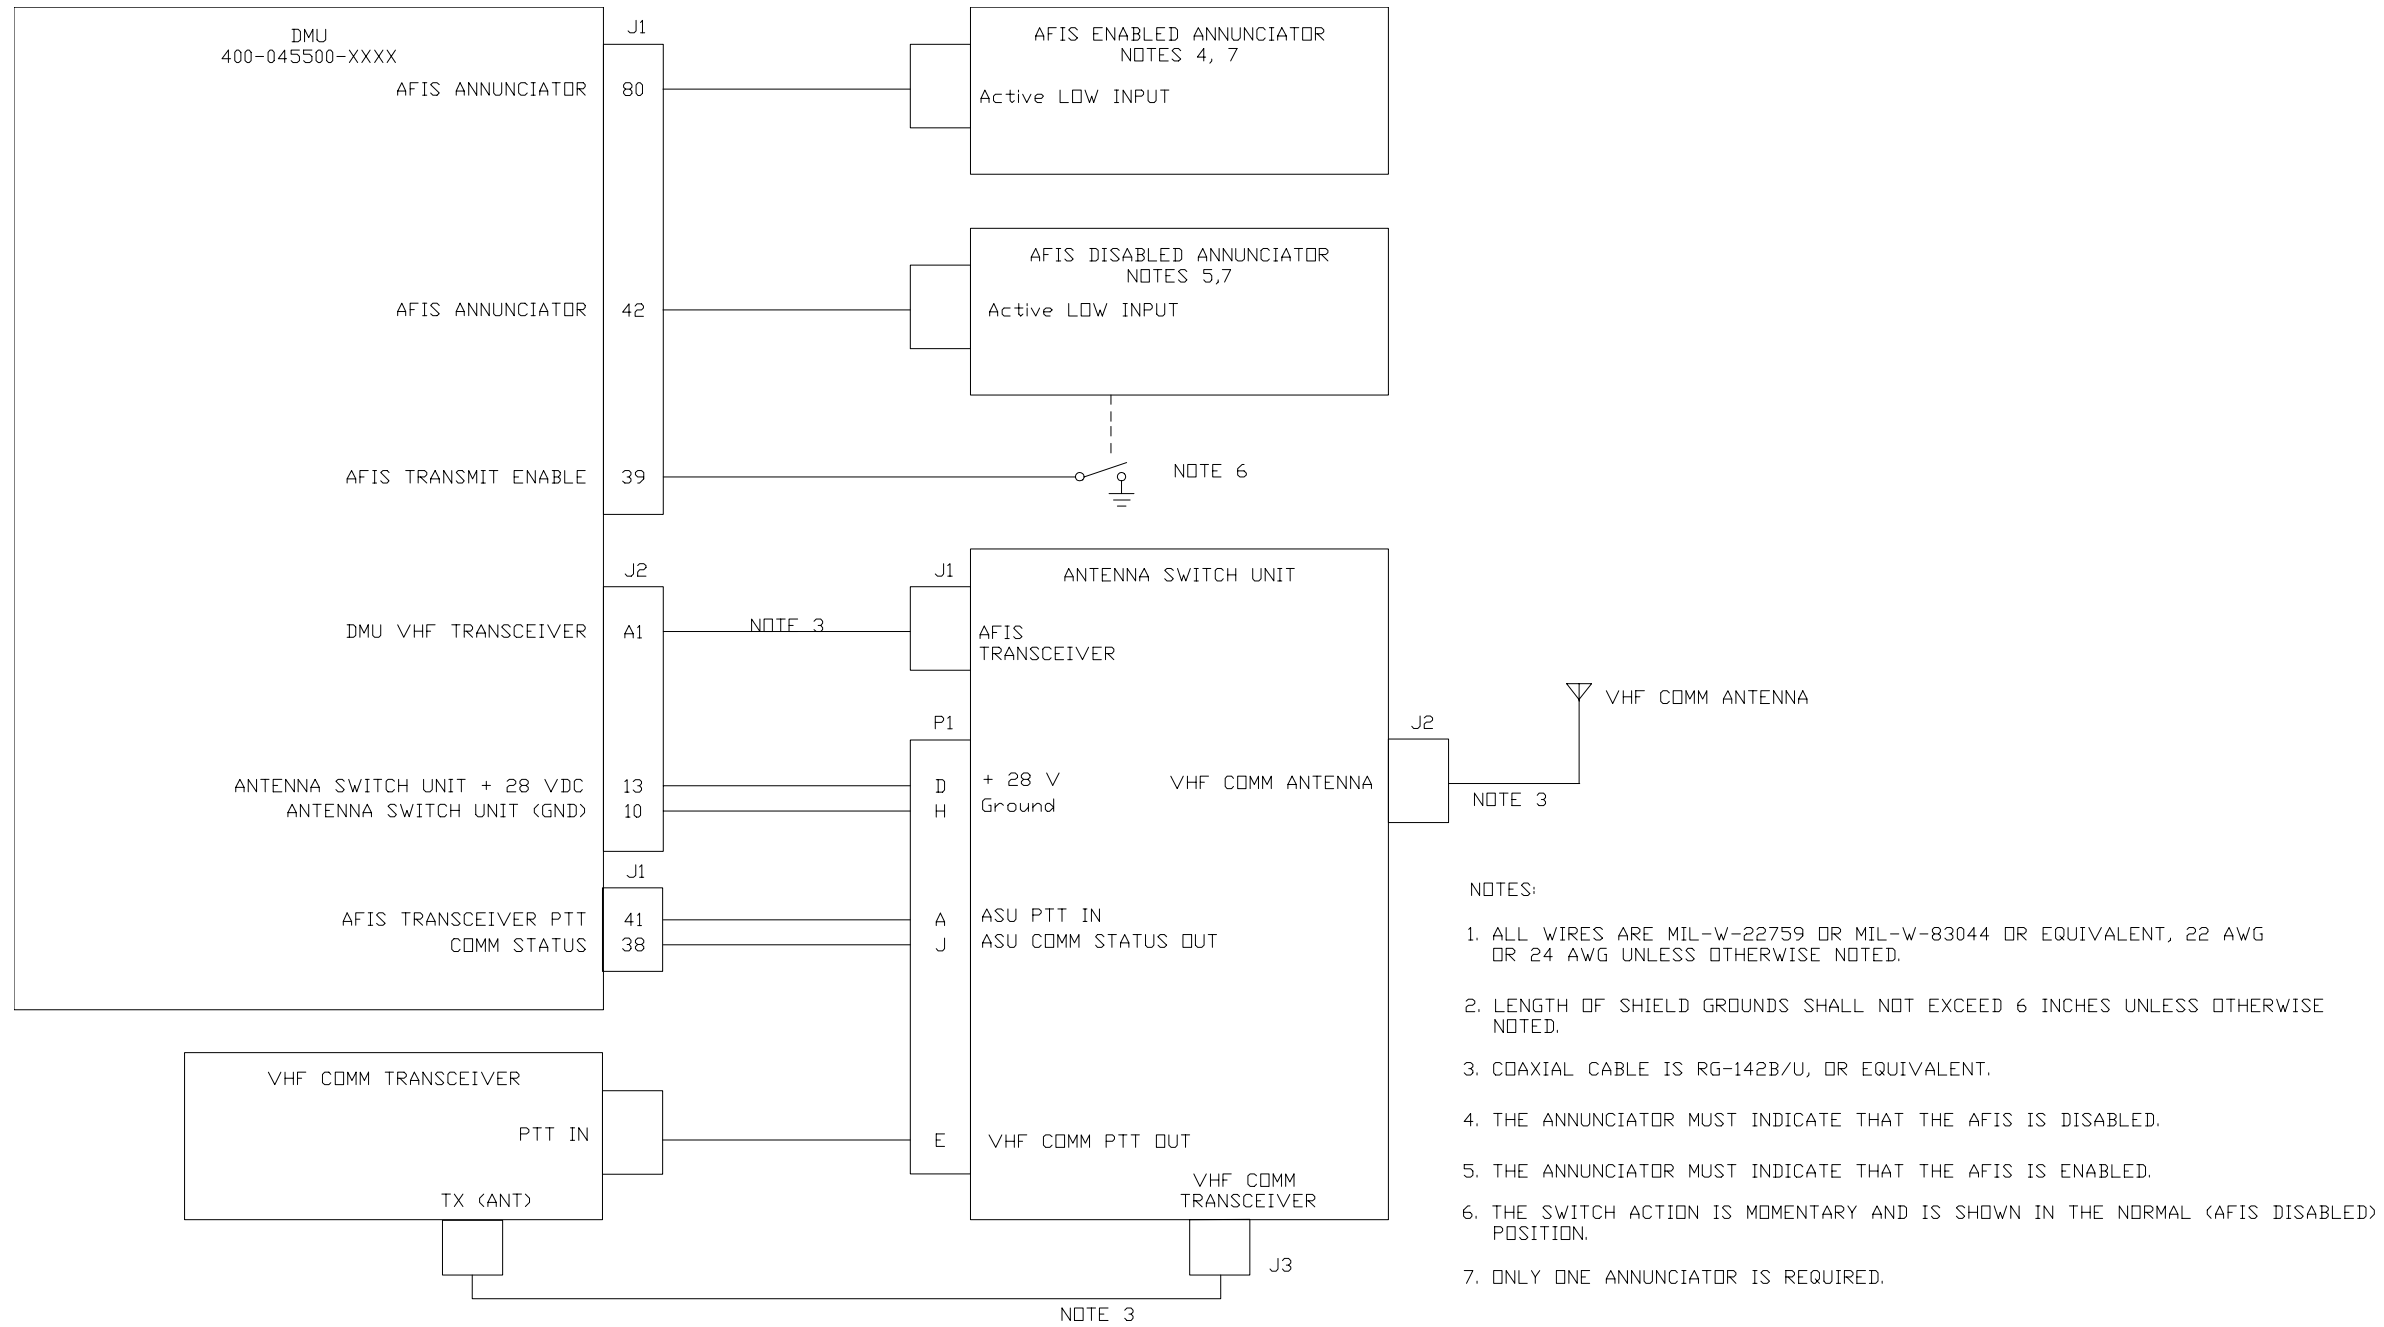 DMU
400-045500-XXXX
J1
AFIS ANNUNCIATOR 80
AFIS ENABLED ANNUNCIATOR
NOTES 4, 7
Active LOW INPUT
AFIS DISABLED ANNUNCIATOR
NOTES 5,7
AFIS ANNUNCIATOR 42
Active LOW INPUT
AFIS TRANSMIT ENABLE 39
NOTE 6
J2
DMU VHF TRANSCEIVER A1
NOTE 3
J1
ANTENNA SWITCH UNIT
AFIS
TRANSCEIVER
P1
ANTENNA SWITCH UNIT + 28 VDC 13
D + 28 V
ANTENNA SWITCH UNIT (GND) 10
H Ground
VHF COMM ANTENNA
J2
VHF COMM ANTENNA
NOTE 3
J1
AFIS TRANSCEIVER PTT 41
A ASU PTT IN
COMM STATUS 38
J ASU COMM STATUS OUT
VHF COMM TRANSCEIVER
PTT IN
E VHF COMM PTT OUT
TX (ANT)
VHF COMM
TRANSCEIVER
J3
NOTE 3
NOTES:
1. ALL WIRES ARE MIL-W-22759 OR MIL-W-83044 OR EQUIVALENT, 22 AWG
OR 24 AWG UNLESS OTHERWISE NOTED.
2. LENGTH OF SHIELD GROUNDS SHALL NOT EXCEED 6 INCHES UNLESS OTHERWISE
NOTED.
3. COAXIAL CABLE IS RG-142B/U, OR EQUIVALENT.
4. THE ANNUNCIATOR MUST INDICATE THAT THE AFIS IS DISABLED.
5. THE ANNUNCIATOR MUST INDICATE THAT THE AFIS IS ENABLED.
6. THE SWITCH ACTION IS MOMENTARY AND IS SHOWN IN THE NORMAL (AFIS DISABLED)
POSITION.
7. ONLY ONE ANNUNCIATOR IS REQUIRED.